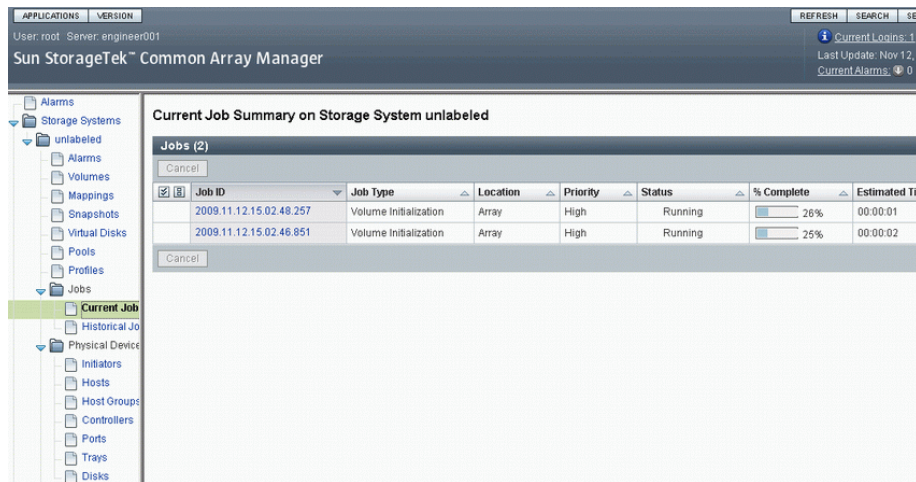 APPLICATIONS VERSION REFRESH SEARCH SE
User: root Server: engineer001
Current Logins: 1
Sun StorageTek™ Common Array Manager
Last Update: Nov 12,
Current Alarms: 0
Alarms
Storage Systems
unlabeled
Alarms
Volumes
Mappings
Snapshots
Virtual Disks
Pools
Profiles
Jobs
Current Job
Historical Jo
Physical Device
Initiators
Hosts
Host Groups
Controllers
Ports
Trays
Disks
Current Job Summary on Storage System unlabeled
Jobs (2)
Cancel
Job ID Job Type Location Priority Status % Complete Estimated Ti
2009.11.12.15.02.48.257 Volume Initialization Array High Running 26% 00:00:01
2009.11.12.15.02.46.851 Volume Initialization Array High Running 25% 00:00:02
Cancel